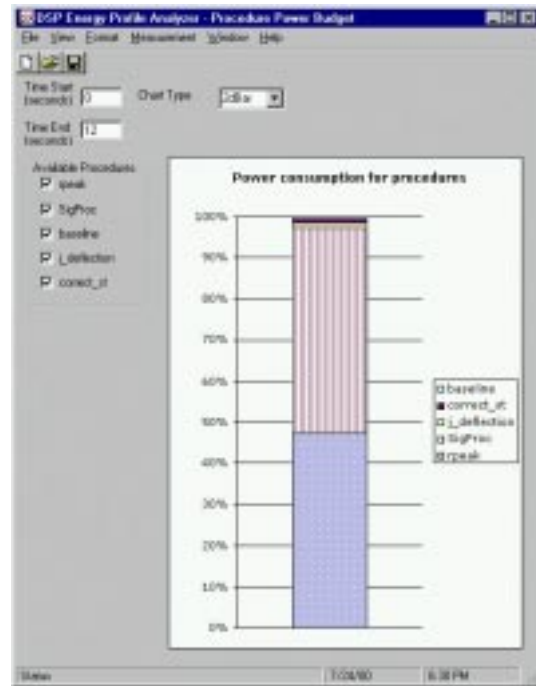 DSP Energy Profile Analyzer - Procedure Power Budget
File View Format Measurement Window Help
Time Start
(seconds) 0
Chart Type 2dBar
Time End
(seconds) 12
Available Procedures
rpeak
SigProc
baseline
j_deflection
correct_st
Power consumption for procedures
100%
90%
80%
70%
60%
50%
40%
30%
20%
10%
0%
baseline
correct_st
j_deflection
SigProc
rpeak
Status
6:30 PM